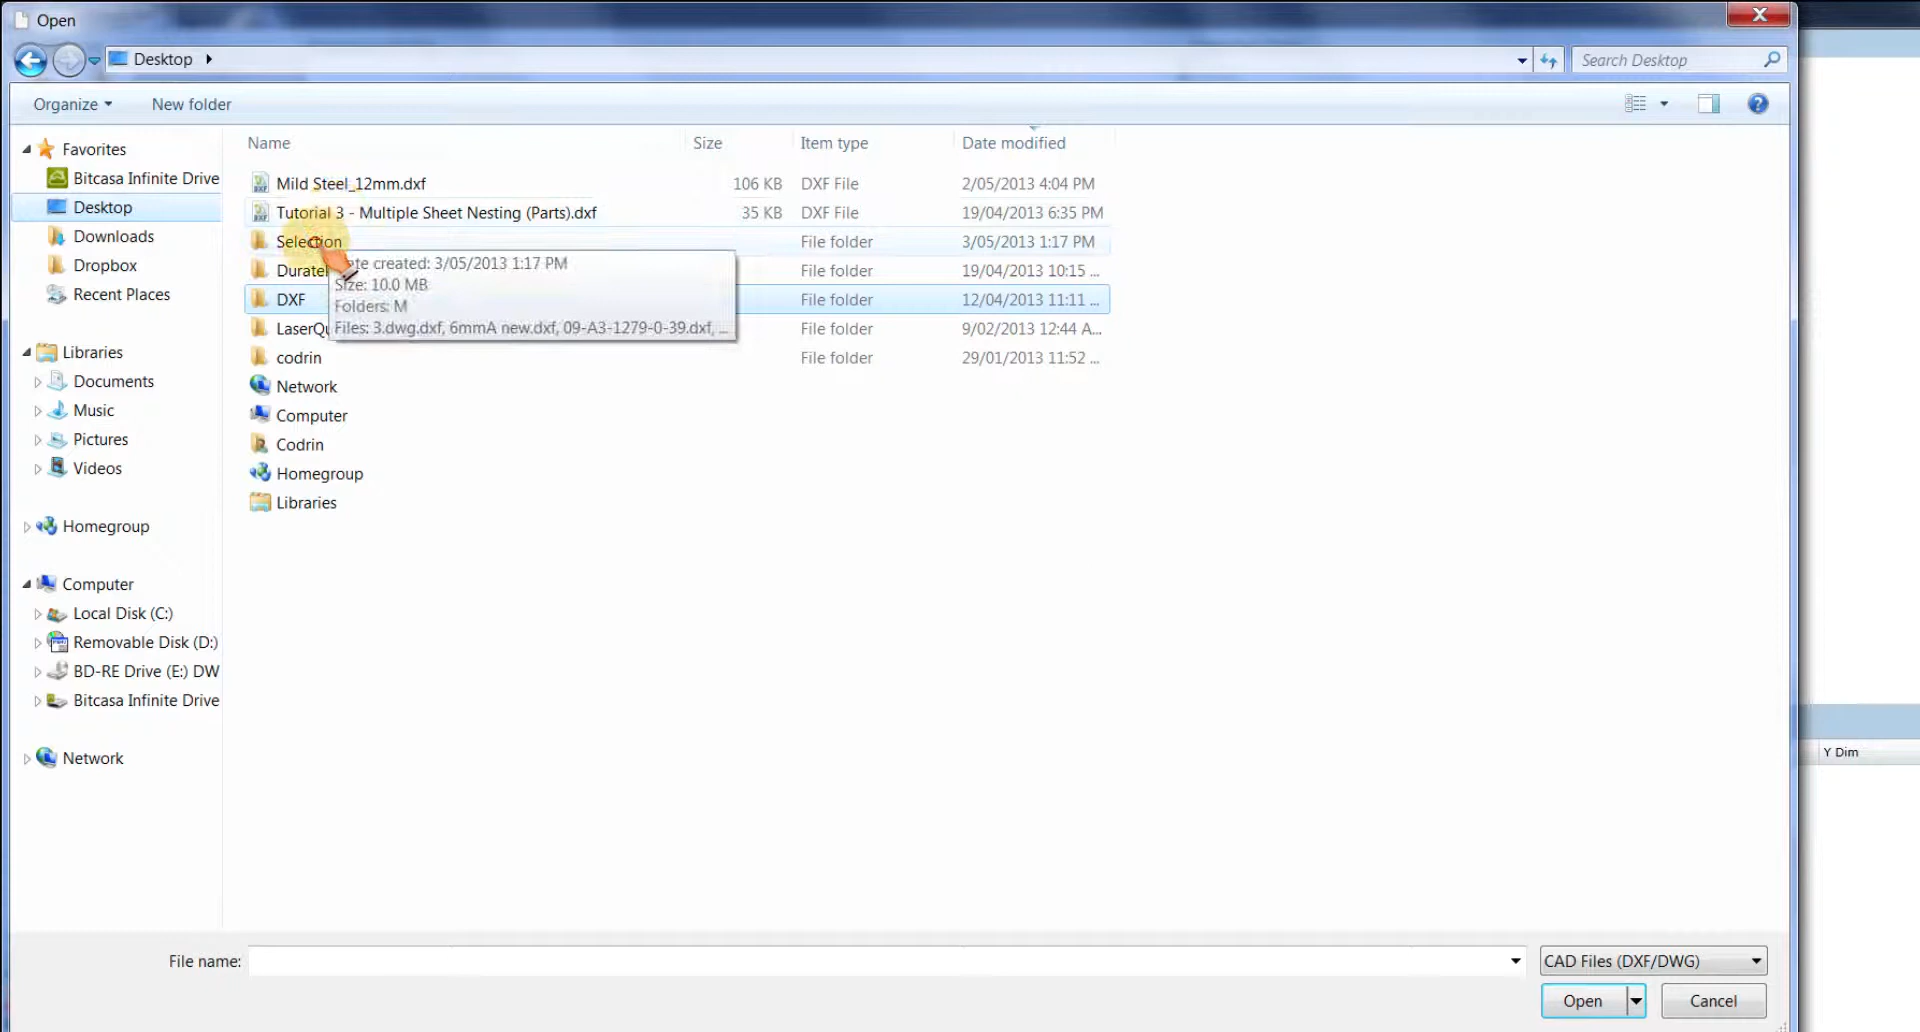 Open
Desktop
Search Desktop
Organize
New folder
Name Size Item type Date modified
Favorites
Bitcasa Infinite Drive
Desktop
Downloads
Dropbox
Recent Places
Libraries
Documents
Music
Pictures
Videos
Homegroup
Computer
Local Disk (C:)
Removable Disk (D:)
BD-RE Drive (E:) DW
Bitcasa Infinite Drive
Network
Mild Steel_12mm.dxf 106 KB DXF File 2/05/2013 4:04 PM
Tutorial 3 - Multiple Sheet Nesting (Parts).dxf 35 KB DXF File 19/04/2013 6:35 PM
Selection File folder 3/05/2013 1:17 PM
File folder 19/04/2013 10:15 ...
DXF File folder 12/04/2013 11:11 ...
File folder 9/02/2013 12:44 A...
codrin File folder 29/01/2013 11:52 ...
Network
Computer
Codrin
Homegroup
Libraries
created: 3/05/2013 1:17 PM
Size: 10.0 MB
Folders: M
Files: 3.dwg.dxf, 6mmA new.dxf, 09-A3-1279-0-39.dxf, ...
Y Dim
File name:
CAD Files (DXF/DWG)
Open
Cancel